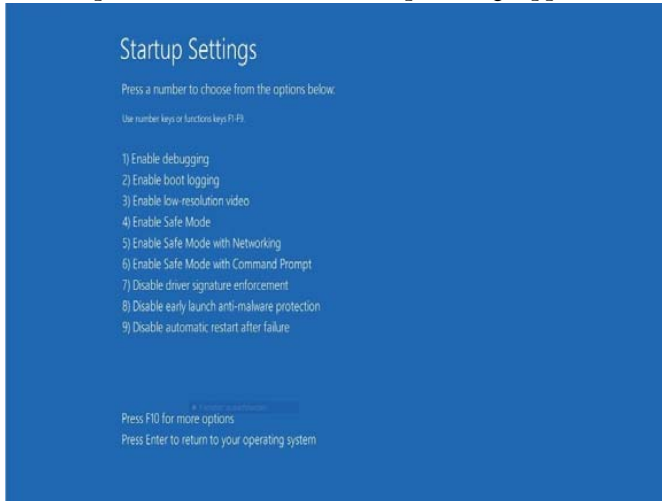 Startup Settings
Press a number to choose from the options below:
Use number keys or functions keys F1-F9.
1) Enable debugging
2) Enable boot logging
3) Enable low-resolution video
4) Enable Safe Mode
5) Enable Safe Mode with Networking
6) Enable Safe Mode with Command Prompt
7) Disable driver signature enforcement
8) Disable early launch anti-malware protection
9) Disable automatic restart after failure
Press F10 for more options
Press Enter to return to your operating system